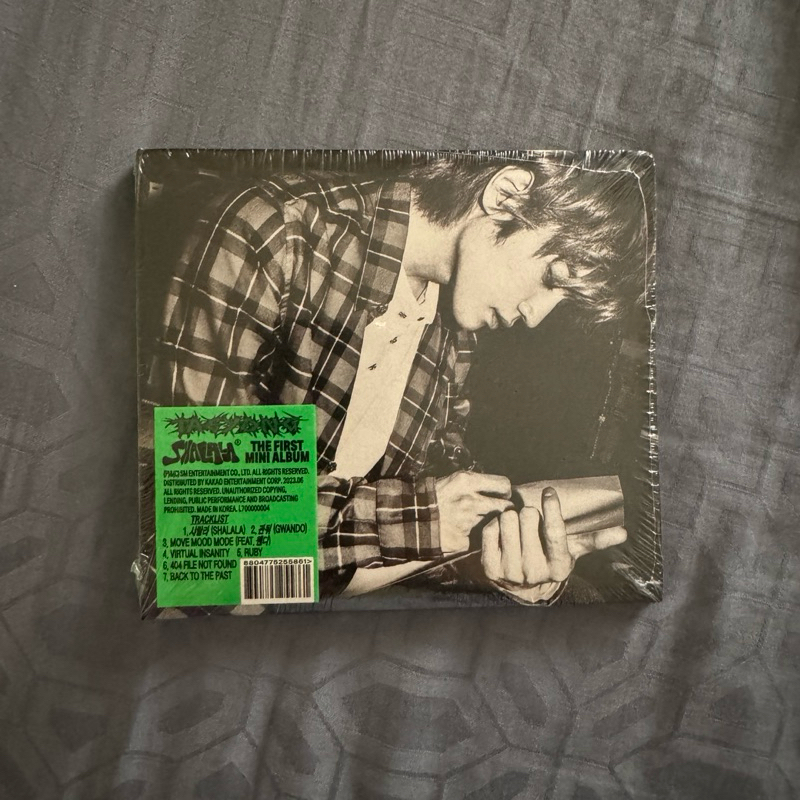 TAEYONG
SHALALA®
THE FIRST
MINI ALBUM
(P)&(C) SM ENTERTAINMENT CO., LTD. ALL RIGHTS RESERVED.
DISTRIBUTED BY KAKAO ENTERTAINMENT CORP. 2023.06
ALL RIGHTS RESERVED. UNAUTHORIZED COPYING,
LENDING, PUBLIC PERFORMANCE AND BROADCASTING
PROHIBITED. MADE IN KOREA. L700000004
TRACKLIST
1. 샤랄라 (SHALALA) 2. 관둬 (GWANDO)
3. MOVE MOOD MODE (FEAT. 웬디)
4. VIRTUAL INSANITY 5. RUBY
6. 404 FILE NOT FOUND
7. BACK TO THE PAST
8804775255861>